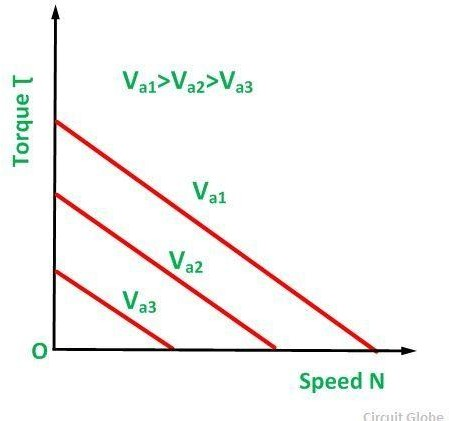 Torque Ʈ
Va1>Va2>Va3
Va1
Va2
Va3
O
Speed N
Circuit Globe